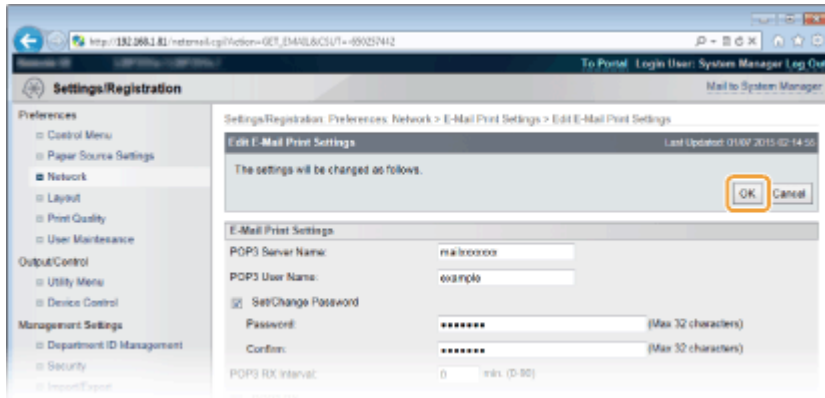 http://192.168.1.81/netemail.cgi?Action=GET_EMAIL&CSUT=-690257412
To Portal Login User: System Manager Log Out
Settings/Registration
Mail to System Manager
Preferences
Control Menu
Paper Source Settings
Network
Layout
Print Quality
User Maintenance
Output/Control
Utility Menu
Device Control
Management Settings
Department ID Management
Security
Import/Export
Settings/Registration: Preferences: Network > E-Mail Print Settings > Edit E-Mail Print Settings
Edit E-Mail Print Settings
Last Updated: 01/07 2015 02:14:55
The settings will be changed as follows.
OK Cancel
E-Mail Print Settings
POP3 Server Name: mailxxxxxx
POP3 User Name: example
Set/Change Password
Password: ••••••• (Max 32 characters)
Confirm: ••••••• (Max 32 characters)
POP3 RX Interval: 0 min. (0-90)